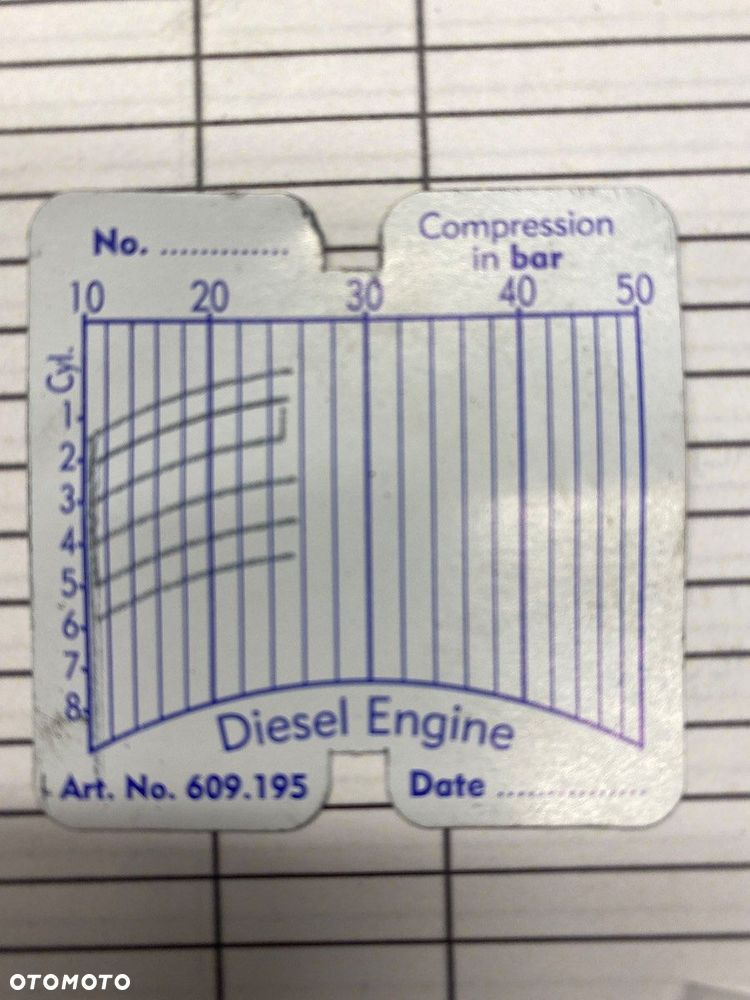 No. .............
Compression
in bar
10 20 30 40 50
Cyl.
1
2
3
4
5
6
7
8
Diesel Engine
Art. No. 609.195
Date ................
OTOMOTO